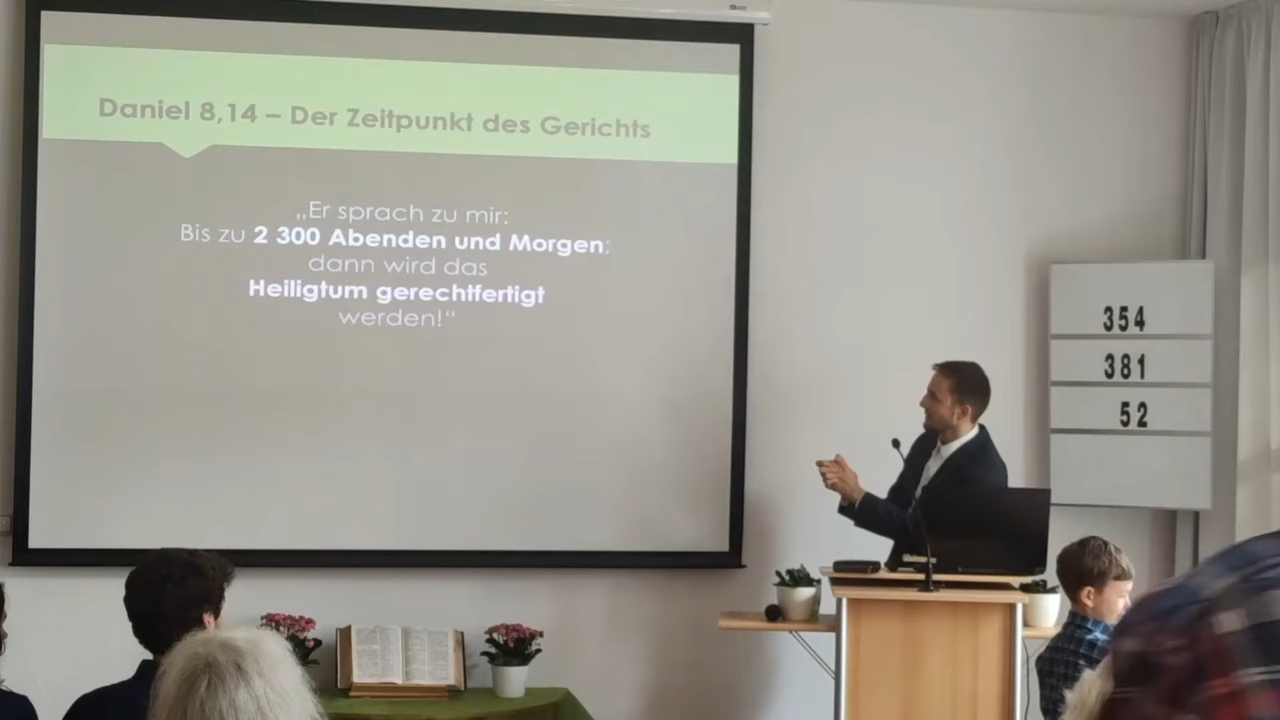 Daniel 8,14 – Der Zeitpunkt des Gerichts
„Er sprach zu mir:
Bis zu 2 300 Abenden und Morgen;
dann wird das
Heiligtum gerechtfertigt
werden!“
354
381
52